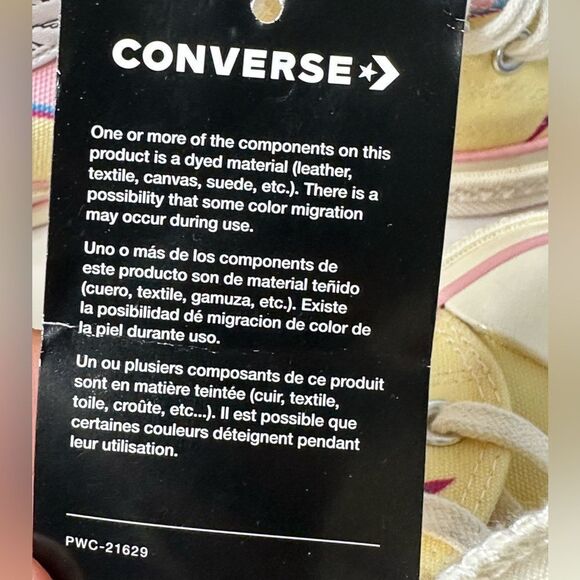 CONVERSE
One or more of the components on this
product is a dyed material (leather,
textile, canvas, suede, etc.). There is a
possibility that some color migration
may occur during use.
Uno o más de los componentes de
este producto son de material teñido
(cuero, textile, gamuza, etc.). Existe
la posibilidad dé migracion de color de
la piel durante uso.
Un ou plusiers composants de ce produit
sont en matière teintée (cuir, textile,
toile, croûte, etc...). Il est possible que
certaines couleurs déteignent pendant
leur utilisation.
PWC-21629